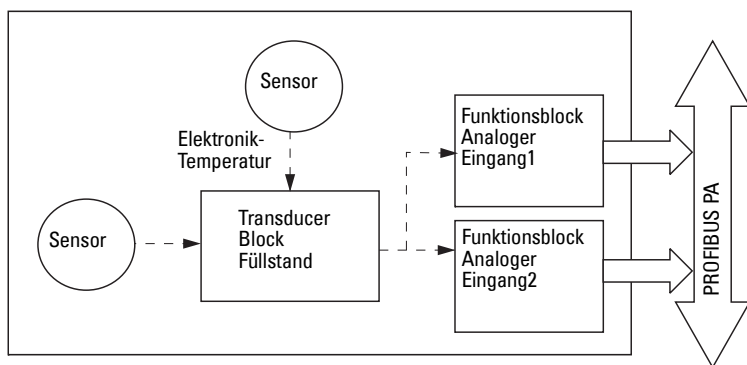 Sensor
Elektronik-
Temperatur
Sensor
Transducer
Block
Füllstand
Funktionsblock
Analoger
Eingang1
Funktionsblock
Analoger
Eingang2
PROFIBUS PA